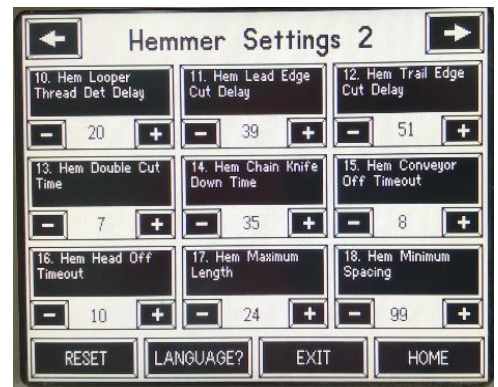 Hemmer Settings 2
10. Hem Looper
Thread Det Delay
11. Hem Lead Edge
Cut Delay
12. Hem Trail Edge
Cut Delay
- 20 +
- 39 +
- 51 +
13. Hem Double Cut
Time
14. Hem Chain Knife
Down Time
15. Hem Conveyor
Off Timeout
- 7 +
- 35 +
- 8 +
16. Hem Head Off
Timeout
17. Hem Maximum
Length
18. Hem Minimum
Spacing
- 10 +
- 24 +
- 99 +
RESET
LANGUAGE?
EXIT
HOME